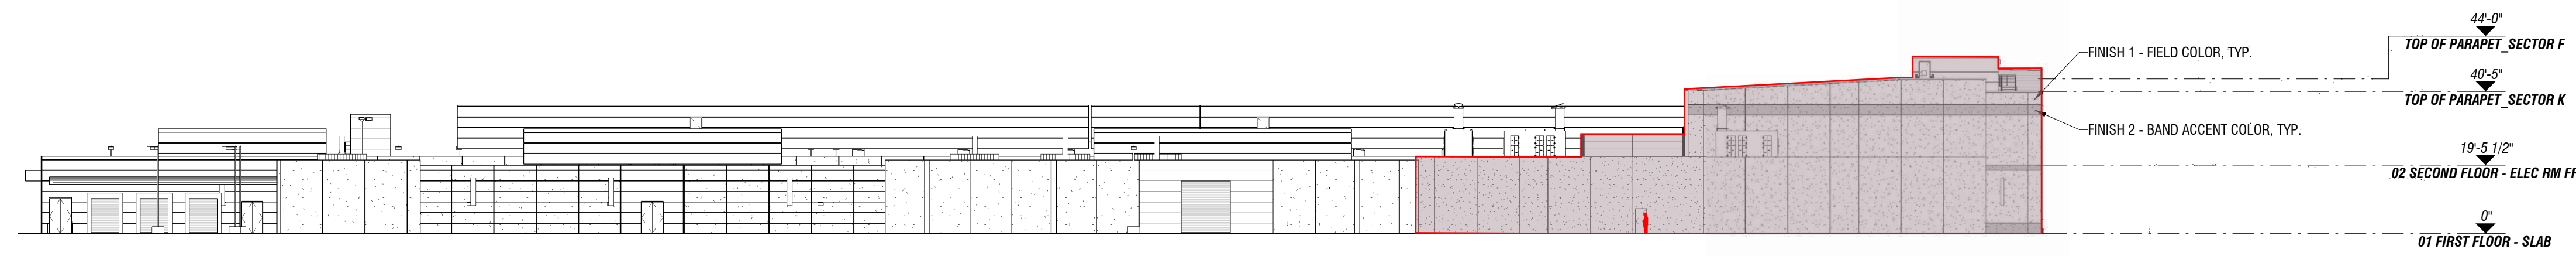 44'-0"
TOP OF PARAPET_SECTOR F
FINISH 1 - FIELD COLOR, TYP.
40'-5"
TOP OF PARAPET_SECTOR K
FINISH 2 - BAND ACCENT COLOR, TYP.
19'-5 1/2"
02 SECOND FLOOR - ELEC RM FF
0"
01 FIRST FLOOR - SLAB